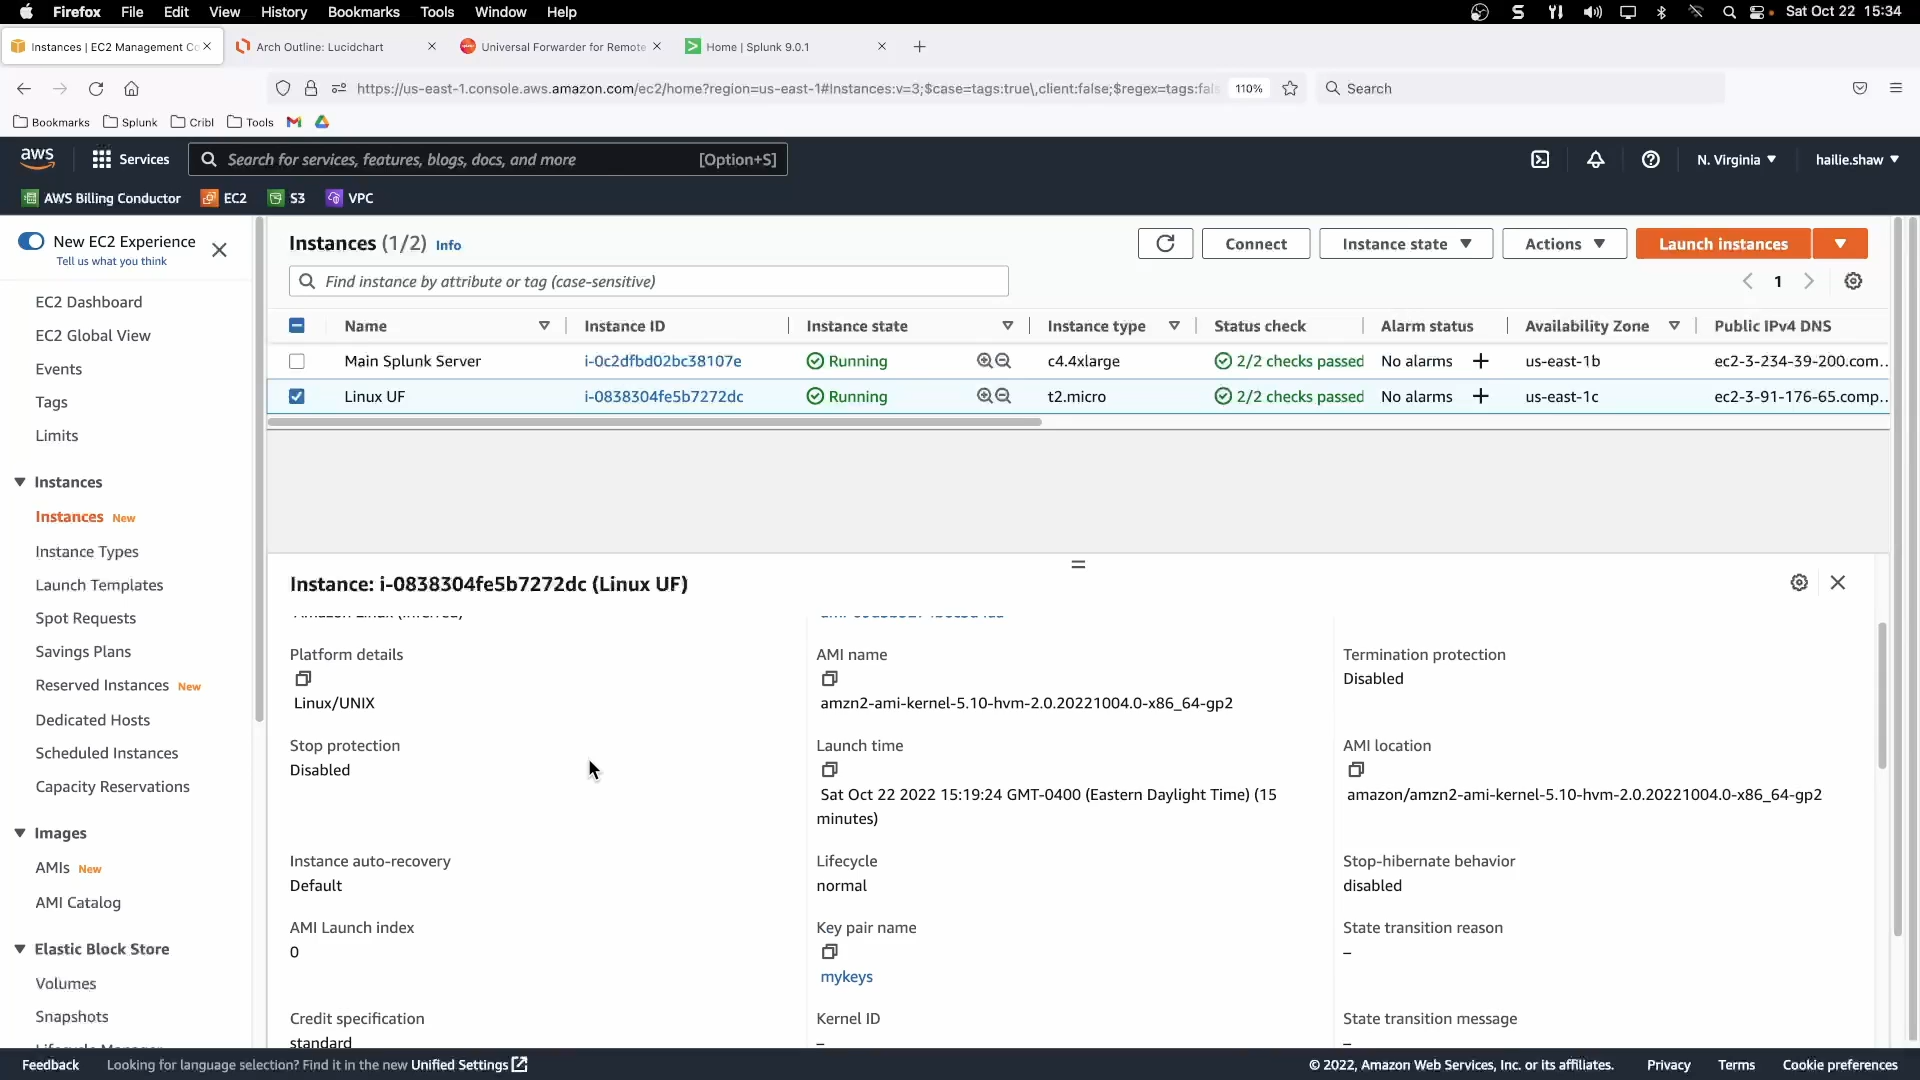 Firefox File Edit View History Bookmarks Tools Window Help Sat Oct 22 15:34
Instances | EC2 Management Co Arch Outline: Lucidchart Universal Forwarder for Remote Home | Splunk 9.0.1
https://us-east-1.console.aws.amazon.com/ec2/home?region=us-east-1#Instances:v=3;$case=tags:true\,client:false;$regex=tags:fals 110% Search
Bookmarks Splunk Cribl Tools
aws Services Search for services, features, blogs, docs, and more [Option+S] N. Virginia hailie.shaw
AWS Billing Conductor EC2 S3 VPC
New EC2 Experience
Tell us what you think
EC2 Dashboard
EC2 Global View
Events
Tags
Limits
Instances
Instances New
Instance Types
Launch Templates
Spot Requests
Savings Plans
Reserved Instances New
Dedicated Hosts
Scheduled Instances
Capacity Reservations
Images
AMIs New
AMI Catalog
Elastic Block Store
Volumes
Snapshots
Instances (1/2) Info Connect Instance state Actions Launch instances
Find instance by attribute or tag (case-sensitive) 1
Name Instance ID Instance state Instance type Status check Alarm status Availability Zone Public IPv4 DNS
Main Splunk Server i-0c2dfbd02bc38107e Running c4.4xlarge 2/2 checks passed No alarms us-east-1b ec2-3-234-39-200.com...
Linux UF i-0838304fe5b7272dc Running t2.micro 2/2 checks passed No alarms us-east-1c ec2-3-91-176-65.comp...
Instance: i-0838304fe5b7272dc (Linux UF)
Platform details AMI name Termination protection
Disabled
Linux/UNIX amzn2-ami-kernel-5.10-hvm-2.0.20221004.0-x86_64-gp2
Stop protection Launch time AMI location
Disabled
Sat Oct 22 2022 15:19:24 GMT-0400 (Eastern Daylight Time) (15 amazon/amzn2-ami-kernel-5.10-hvm-2.0.20221004.0-x86_64-gp2
minutes)
Instance auto-recovery Lifecycle Stop-hibernate behavior
Default normal disabled
AMI Launch index Key pair name State transition reason
0 –
mykeys
Credit specification Kernel ID State transition message
standard – –
Feedback Looking for language selection? Find it in the new Unified Settings © 2022, Amazon Web Services, Inc. or its affiliates. Privacy Terms Cookie preferences